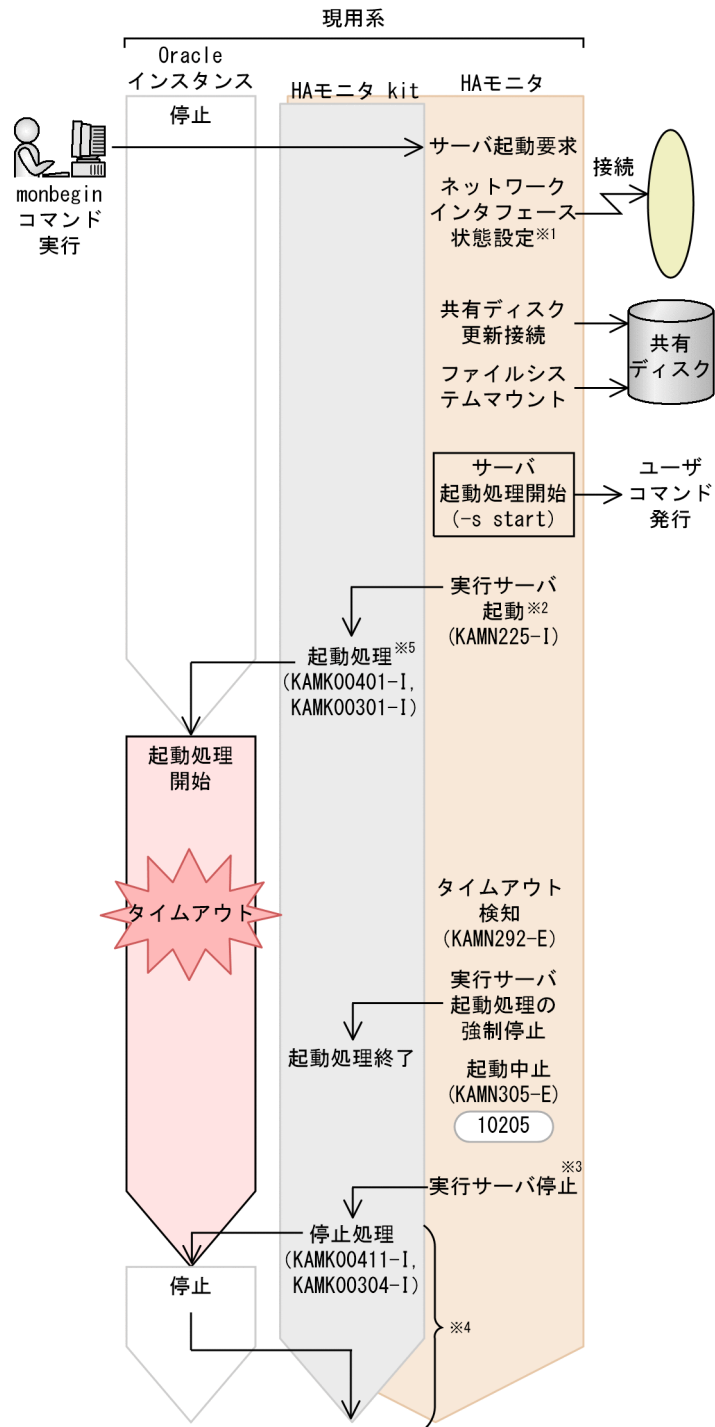 現用系
Oracle
インスタンス
HAモニタ kit
HAモニタ
停止
monbegin
コマンド
実行
サーバ起動要求
接続
ネットワーク
インタフェース
状態設定※1
共有ディスク
更新接続
共有
ディスク
ファイルシス
テムマウント
サーバ
起動処理開始
(-s start)
ユーザ
コマンド
発行
実行サーバ
起動※2
(KAMN225-I)
起動処理※5
(KAMK00401-I,
KAMK00301-I)
起動処理
開始
タイムアウト
タイムアウト
検知
(KAMN292-E)
実行サーバ
起動処理の
強制停止
起動処理終了
起動中止
(KAMN305-E)
10205
実行サーバ停止※3
停止処理
(KAMK00411-I,
KAMK00304-I)
停止
※4